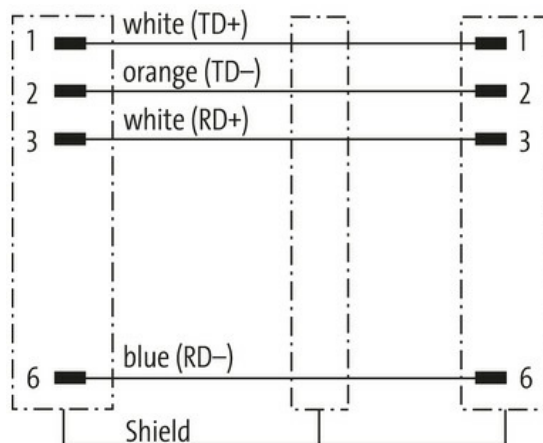 1 white (TD+) 1
2 orange (TD–) 2
3 white (RD+) 3
6 blue (RD–) 6
Shield